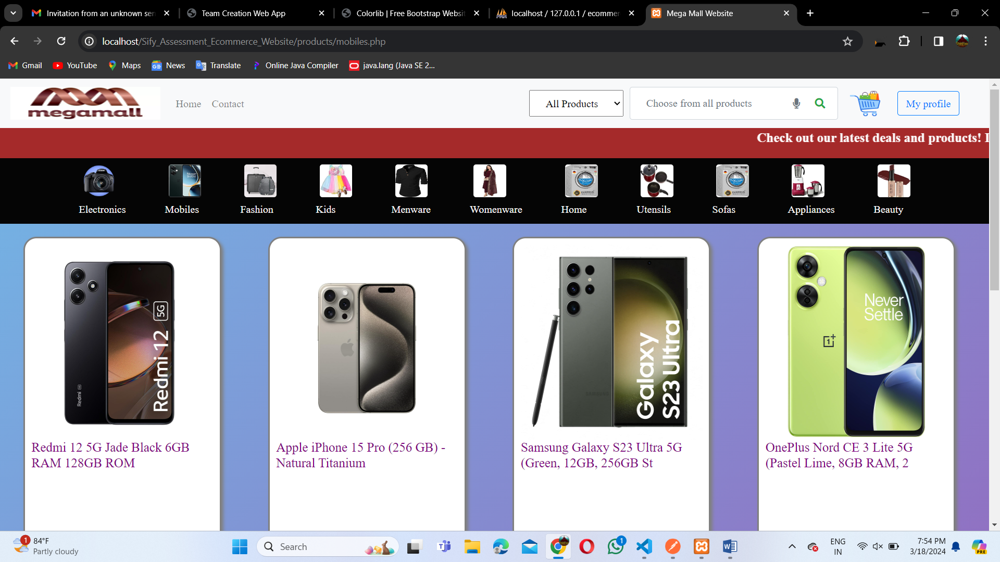 Invitation from an unknown sen
Team Creation Web App
Colorlib | Free Bootstrap Websit
localhost / 127.0.0.1 / ecommer
Mega Mall Website
localhost/Sify_Assessment_Ecommerce_Website/products/mobiles.php
Gmail
YouTube
Maps
News
Translate
Online Java Compiler
java.lang (Java SE 2...
megamall
Home
Contact
All Products
Choose from all products
My profile
Check out our latest deals and products!
Electronics
Mobiles
Fashion
Kids
Menware
Womenware
Home
Utensils
Sofas
Appliances
Beauty
Redmi 12 5G
Redmi
Galaxy
S23 Ultra
SAMSUNG
Never
Settle
Redmi 12 5G Jade Black 6GB
RAM 128GB ROM
Apple iPhone 15 Pro (256 GB) -
Natural Titanium
Samsung Galaxy S23 Ultra 5G
(Green, 12GB, 256GB St
OnePlus Nord CE 3 Lite 5G
(Pastel Lime, 8GB RAM, 2
1
84°F
Partly cloudy
Search
1
ENG
IN
7:54 PM
3/18/2024
PRE